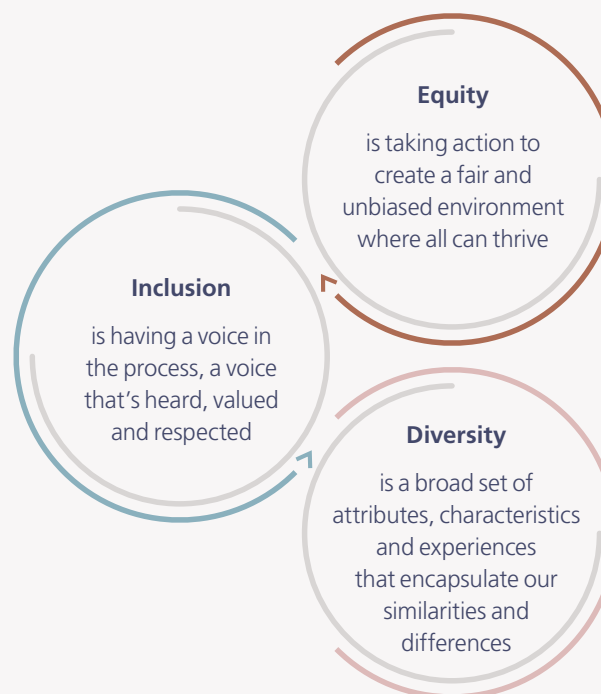 Equity
is taking action to
create a fair and
unbiased environment
where all can thrive
Inclusion
is having a voice in
the process, a voice
that’s heard, valued
and respected
Diversity
is a broad set of
attributes, characteristics
and experiences
that encapsulate our
similarities and
differences